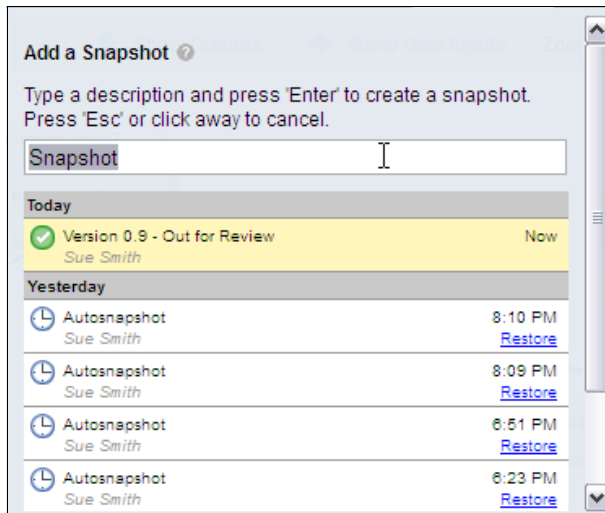 Add a Snapshot
Type a description and press 'Enter' to create a snapshot.
Press 'Esc' or click away to cancel.
Snapshot
Today
Version 0.9 - Out for Review Now
Sue Smith
Yesterday
Autosnapshot 8:10 PM
Sue Smith Restore
Autosnapshot 8:09 PM
Sue Smith Restore
Autosnapshot 6:51 PM
Sue Smith Restore
Autosnapshot 6:23 PM
Sue Smith Restore